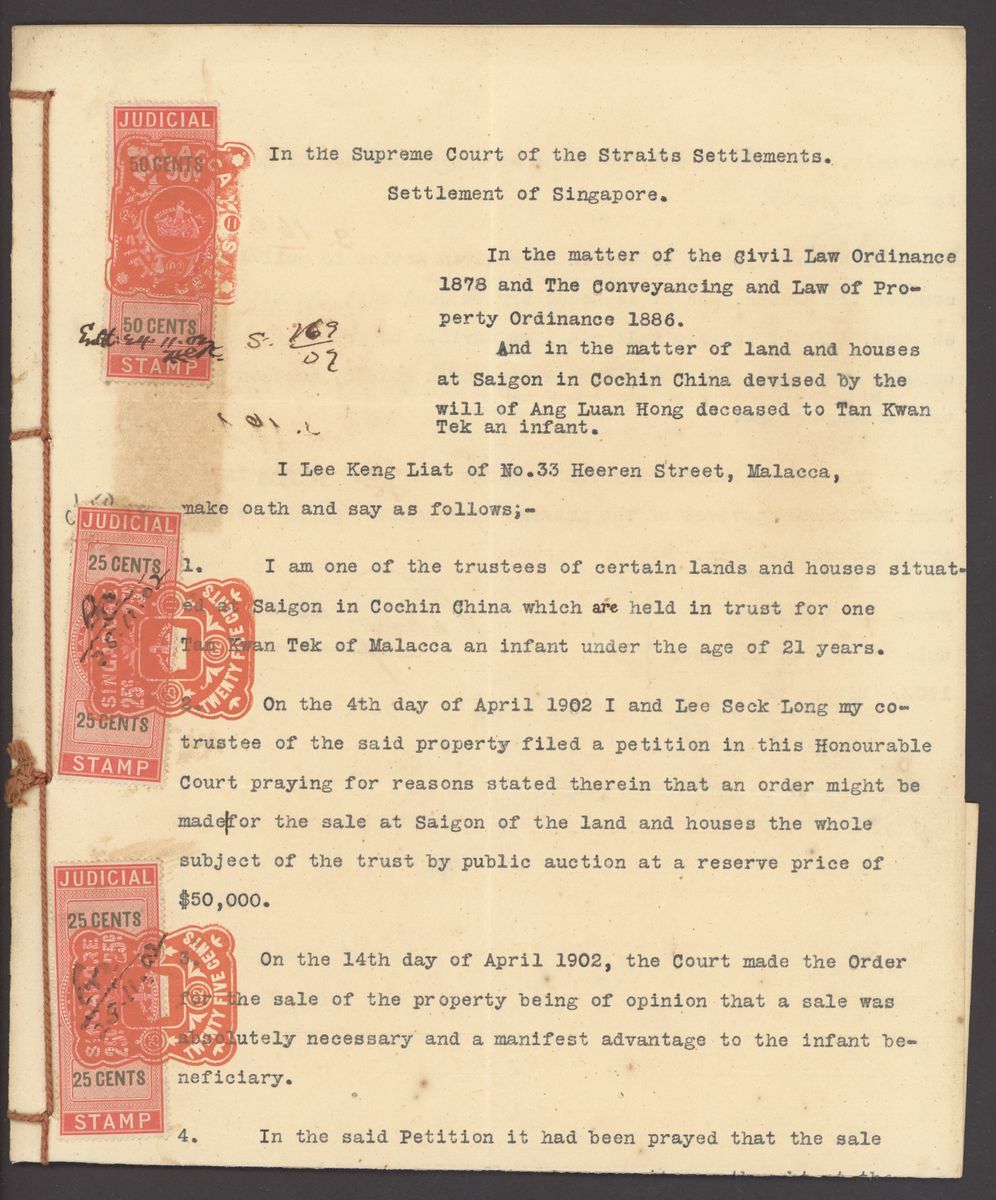 JUDICIAL
50 CENTS
50 CENTS
STAMP
In the Supreme Court of the Straits Settlements.
Settlement of Singapore.
In the matter of the Civil Law Ordinance
1878 and The Conveyancing and Law of Pro-
perty Ordinance 1886.
And in the matter of land and houses
at Saigon in Cochin China devised by the
will of Ang Luan Hong deceased to Tan Kwan
Tek an infant.
S. 169/02
I Lee Keng Liat of No.33 Heeren Street, Malacca,
make oath and say as follows;-
JUDICIAL
25 CENTS
TWENTY FIVE CENTS
25 CENTS
STAMP
1. I am one of the trustees of certain lands and houses situat-
ed at Saigon in Cochin China which are held in trust for one
Tan Kwan Tek of Malacca an infant under the age of 21 years.
2. On the 4th day of April 1902 I and Lee Seck Long my co-
trustee of the said property filed a petition in this Honourable
Court praying for reasons stated therein that an order might be
made for the sale at Saigon of the land and houses the whole
subject of the trust by public auction at a reserve price of
$50,000.
JUDICIAL
25 CENTS
TWENTY FIVE CENTS
25 CENTS
STAMP
3. On the 14th day of April 1902, the Court made the Order
for the sale of the property being of opinion that a sale was
absolutely necessary and a manifest advantage to the infant be-
neficiary.
4. In the said Petition it had been prayed that the sale